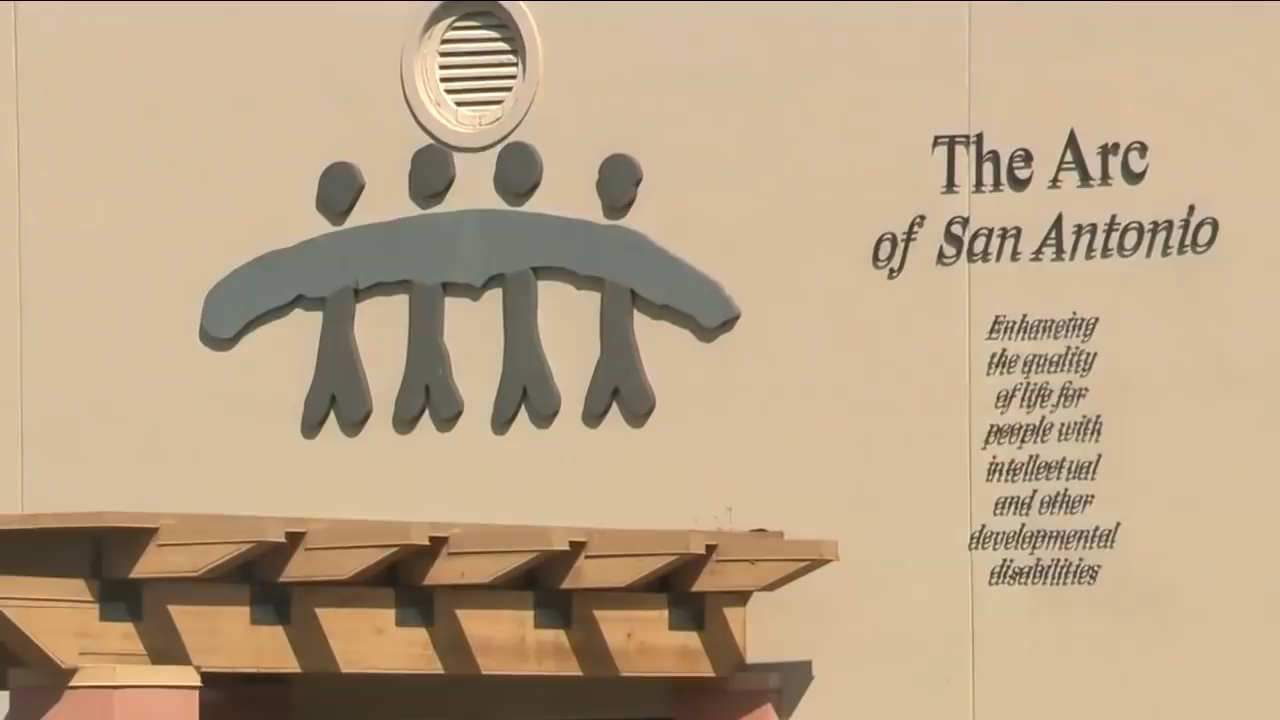 The Arc
of San Antonio
Enhancing
the quality
of life for
people with
intellectual
and other
developmental
disabilities